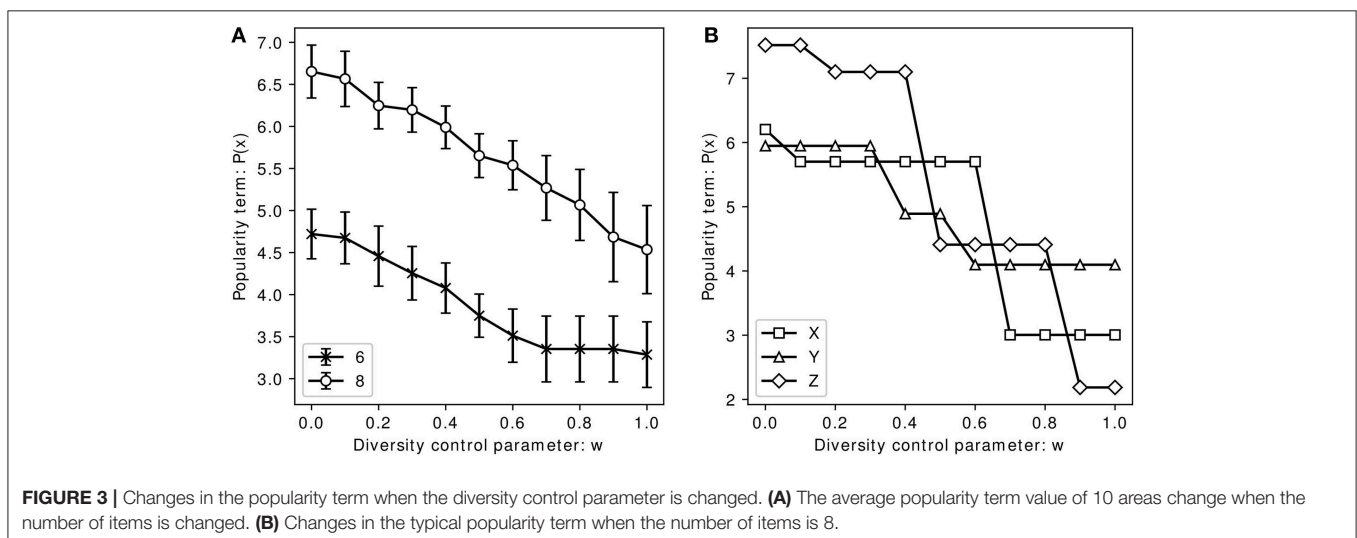 A
7.0
6.5
6.0
5.5
5.0
4.5
4.0
3.5
3.0
Popularity term: P(x)
6
8
0.0 0.2 0.4 0.6 0.8 1.0
Diversity control parameter: w
B
7
6
5
4
3
2
Popularity term: P(x)
X
Y
Z
0.0 0.2 0.4 0.6 0.8 1.0
Diversity control parameter: w
FIGURE 3 | Changes in the popularity term when the diversity control parameter is changed. (A) The average popularity term value of 10 areas change when the
number of items is changed. (B) Changes in the typical popularity term when the number of items is 8.